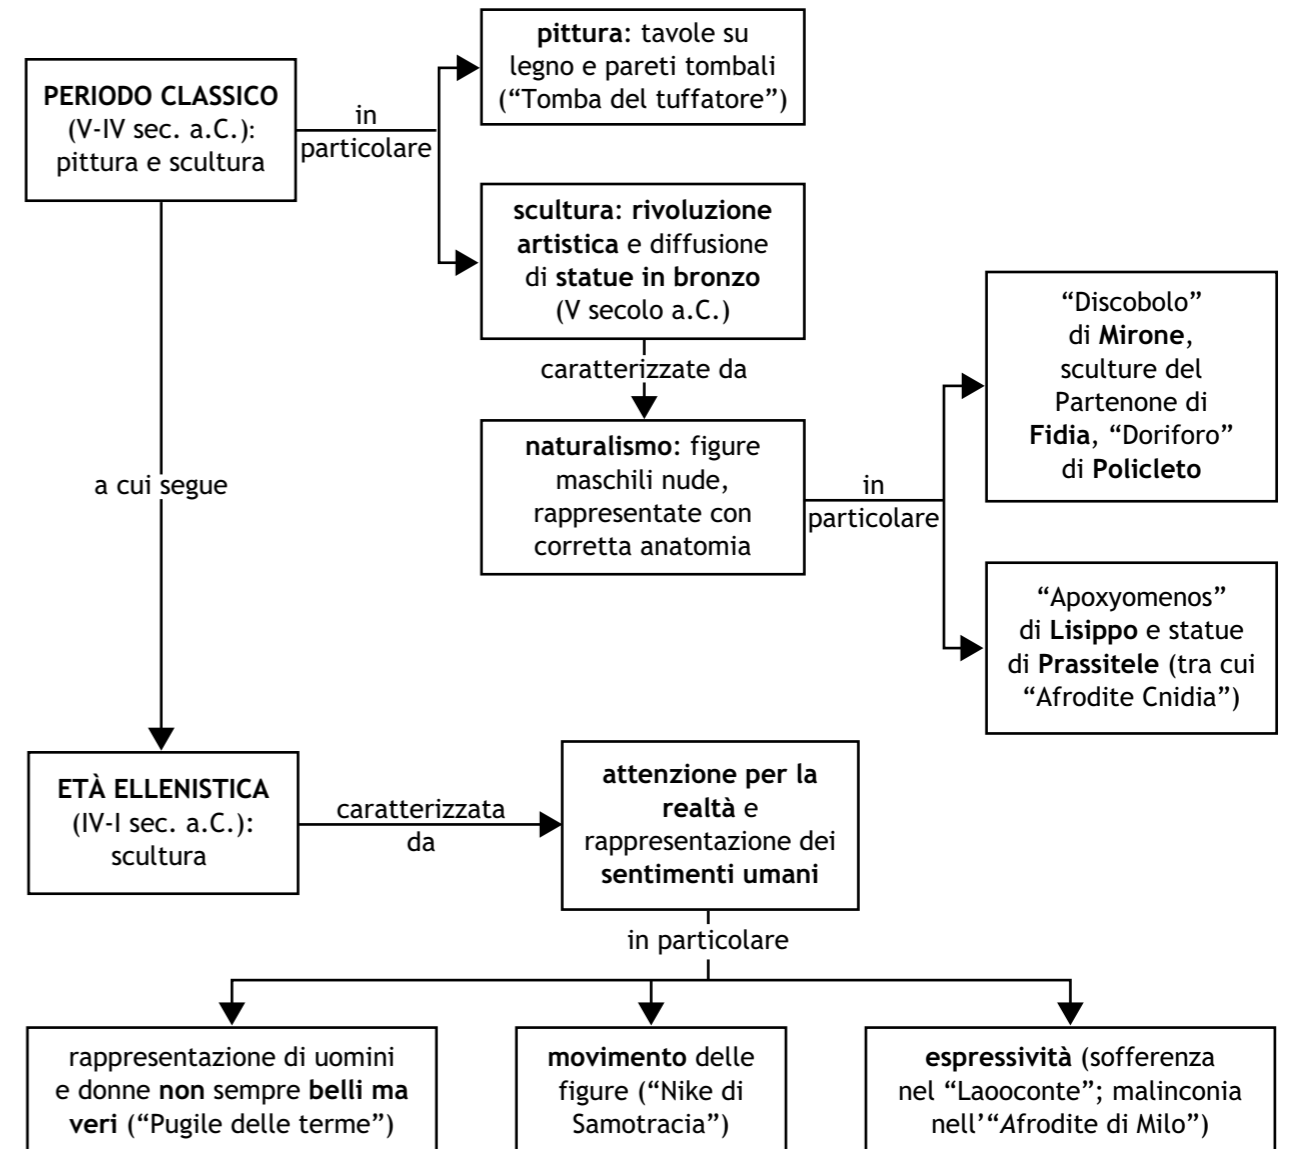 PERIODO CLASSICO
(V-IV sec. a.C.):
pittura e scultura
in
particolare
pittura: tavole su
legno e pareti tombali
(“Tomba del tuffatore”)
scultura: rivoluzione
artistica e diffusione
di statue in bronzo
(V secolo a.C.)
caratterizzate da
naturalismo: figure
maschili nude,
rappresentate con
corretta anatomia
in
particolare
“Discobolo”
di Mirone,
sculture del
Partenone di
Fidia, “Doriforo”
di Policleto
“Apoxyomenos”
di Lisippo e statue
di Prassitele (tra cui
“Afrodite Cnidia”)
a cui segue
ETÀ ELLENISTICA
(IV-I sec. a.C.):
scultura
caratterizzata
da
attenzione per la
realtà e
rappresentazione dei
sentimenti umani
in particolare
rappresentazione di uomini
e donne non sempre belli ma
veri (“Pugile delle terme”)
movimento delle
figure (“Nike di
Samotracia”)
espressività (sofferenza
nel “Laooconte”; malinconia
nell’“Afrodite di Milo”)